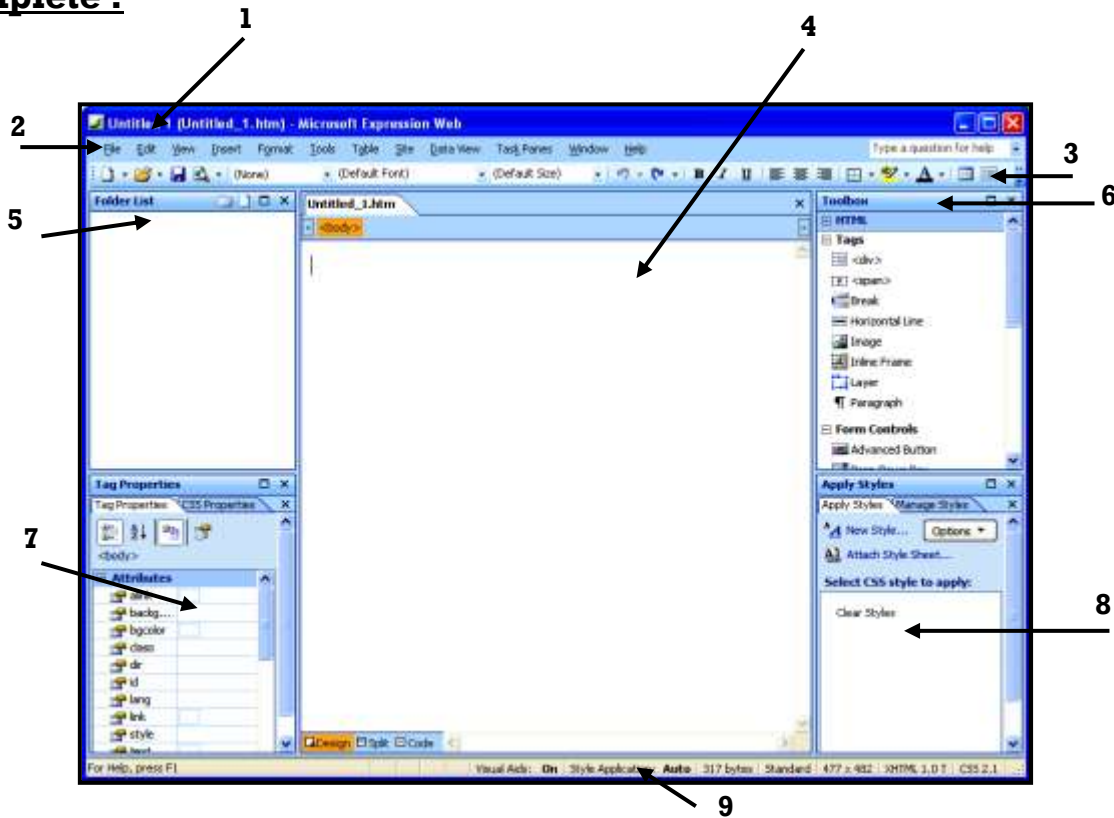 mplete :
1
4
2
3
5
6
7
8
9
Untitled_1 (Untitled_1.htm) - Microsoft Expression Web
File Edit View Insert Format Tools Table Site Data View Task Panes Window Help Type a question for help
(None) (Default Font) (Default Size) B I U A
Folder List
Untitled_1.htm
<body>
Toolbox
HTML
Tags
<div>
<span>
Break
Horizontal Line
Image
Inline Frame
Layer
Paragraph
Form Controls
Advanced Button
Tag Properties
Tag Properties CSS Properties
<body>
Attributes
alink
backg...
bgcolor
class
dir
id
lang
link
style
text
Apply Styles
Apply Styles Manage Styles
New Style... Options
Attach Style Sheet...
Select CSS style to apply:
Clear Styles
Design Split Code
For Help, press F1 Visual Aids: On Style Application: Auto 317 bytes Standard 477 x 482 XHTML 1.0 T CSS 2.1